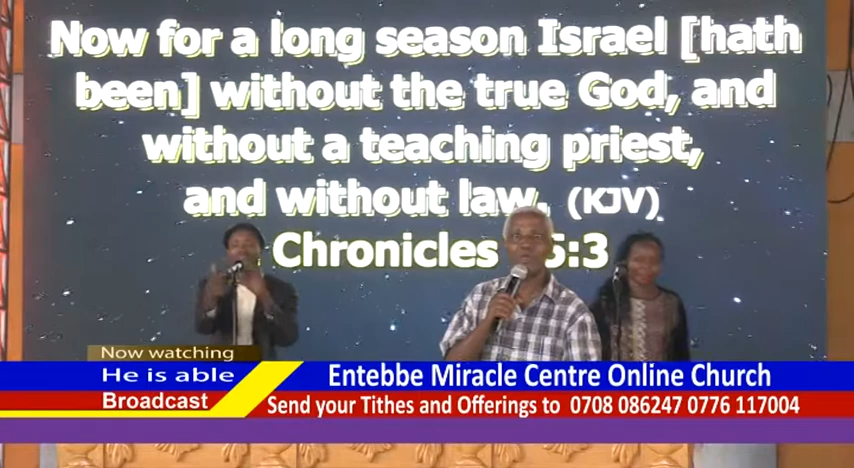 Now for a long season Israel [hath
been] without the true God, and
without a teaching priest,
and without law. (KJV)
Chronicles 5:3
Now watching
He is able
Broadcast
Entebbe Miracle Centre Online Church
Send your Tithes and Offerings to 0708 086247 0776 117004